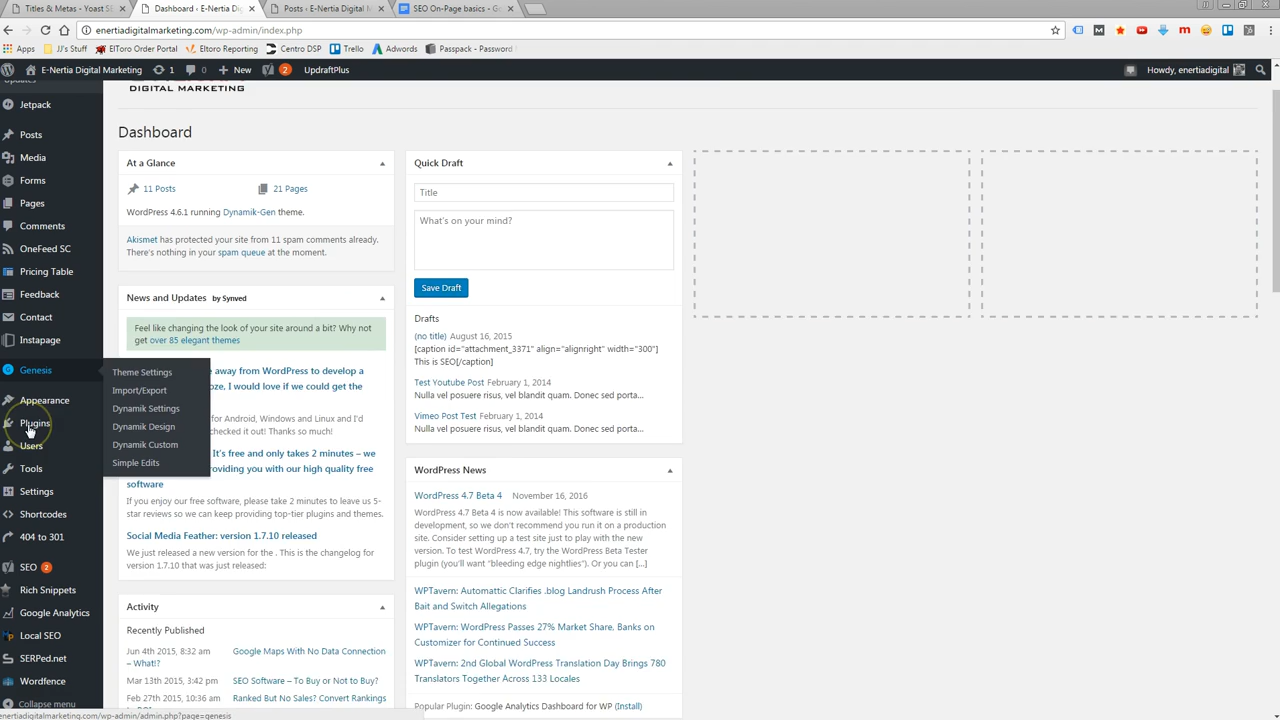 Titles & Metas - Yoast SE
Dashboard ‹ E-Nertia Dig
Posts ‹ E-Nertia Digital M
SEO On-Page basics - Go
enertiadigitalmarketing.com/wp-admin/index.php
Apps JJ'S Stuff ElToro Order Portal Eltoro Reporting Centro DSP Trello Adwords Passpack - Password
E-Nertia Digital Marketing 1 0 New 2 UpdraftPlus Howdy, enertiadigital
Updates
Jetpack
Posts
Media
Forms
Pages
Comments
OneFeed SC
Pricing Table
Feedback
Contact
Instapage
Genesis
Appearance
Plugins
Users
Tools
Settings
Shortcodes
404 to 301
SEO 2
Rich Snippets
Google Analytics
Local SEO
SERPed.net
Wordfence
Collapse menu
Theme Settings
Import/Export
Dynamik Settings
Dynamik Design
Dynamik Custom
Simple Edits
DIGITAL MARKETING
Dashboard
At a Glance
11 Posts 21 Pages
WordPress 4.6.1 running Dynamik-Gen theme.
Akismet has protected your site from 11 spam comments already.
There's nothing in your spam queue at the moment.
News and Updates by Synved
Feel like changing the look of your site around a bit? Why not
get over 85 elegant themes
away from WordPress to develop a
oze, I would love if we could get the
for Android, Windows and Linux and I'd
checked it out! Thanks so much!
It's free and only takes 2 minutes – we
roviding you with our high quality free
software
If you enjoy our free software, please take 2 minutes to leave us 5-
star reviews so we can keep providing top-tier plugins and themes.
Social Media Feather: version 1.7.10 released
We just released a new version for the . This is the changelog for
version 1.7.10 that was just released:
Activity
Recently Published
Jun 4th 2015, 8:32 am Google Maps With No Data Connection
– What!?
Mar 13th 2015, 3:42 pm SEO Software – To Buy or Not to Buy?
Feb 27th 2015, 10:36 am Ranked But No Sales? Convert Rankings
Quick Draft
Title
What's on your mind?
Save Draft
Drafts
(no title) August 16, 2015
[caption id="attachment_3371" align="alignright" width="300"]
This is SEO[/caption]
Test Youtube Post February 1, 2014
Nulla viverra risus, vel blandit quam. Donec sed mata...
Vimeo Post Test February 1, 2014
Nulla viverra risus, vel blandit quam. Donec sed mata...
WordPress News
WordPress 4.7 Beta 4 November 16, 2016
WordPress 4.7 Beta 4 is now available! This software is still in
development, so we don't recommend you run it on a production
site. Consider setting up a test site just to play with the new
version. To test WordPress 4.7, try the WordPress Beta Tester
plugin (you'll want "bleeding edge nightlies"). Or you can [...]
WPTavern: Automattic Clarifies .blog Landrush Process After
Bait and Switch Allegations
WPTavern: WordPress Passes 27% Market Share, Banks on
Customizer for Continued Success
WPTavern: 2nd Global WordPress Translation Day Brings 780
Translators Together Across 133 Locales
Popular Plugin: Google Analytics Dashboard for WP (Install)
enertiadigitalmarketing.com/wp-admin/admin.php?page=genesis